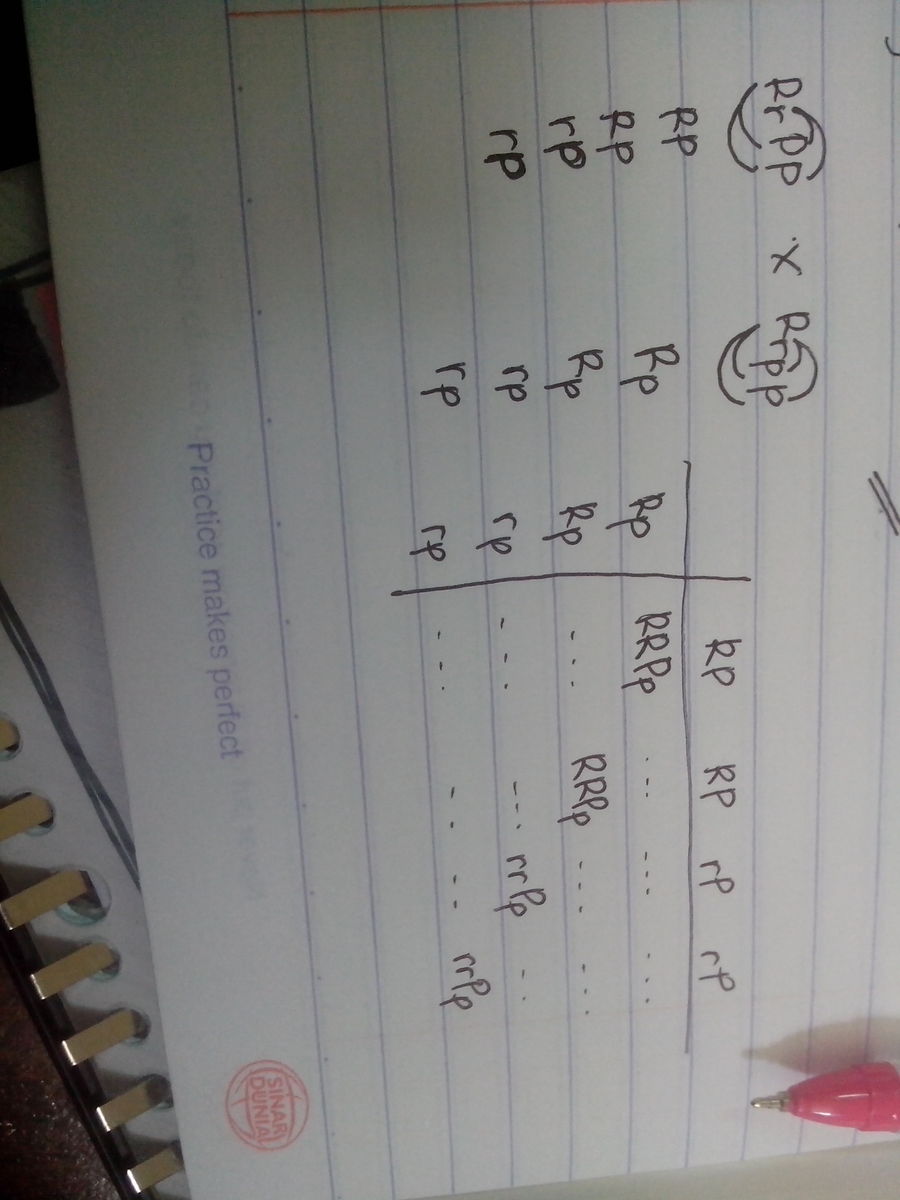 RrPP x Rrpp
RP Rp
RP Rp
rP rp
rP rp
RP RP rP rP
Rp RRPp ... ... ...
Rp ... RRPp ... ...
rp ... ... rrPp ..
rp ... .. .. rrPp
Practice makes perfect
SINAR
DUNIA